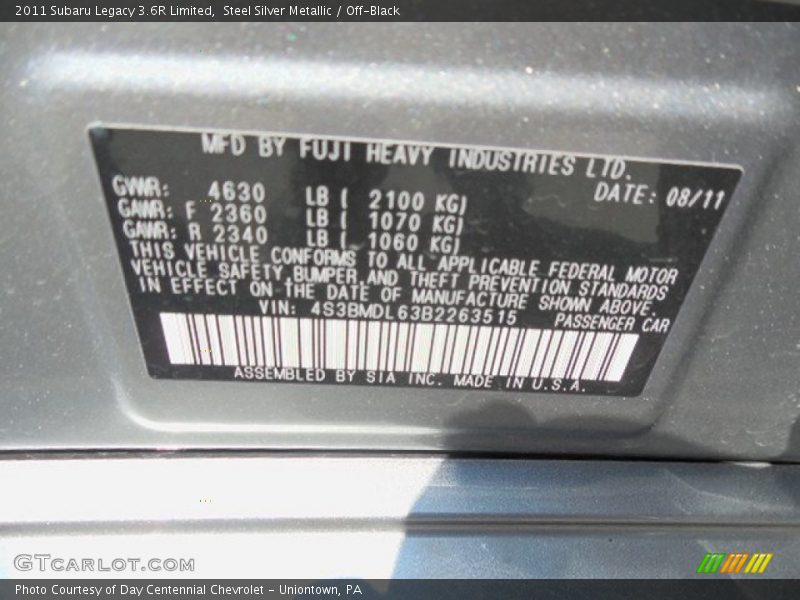 2011 Subaru Legacy 3.6R Limited,  Steel Silver Metallic / Off-Black
MFD BY FUJI HEAVY INDUSTRIES LTD.
DATE: 08/11
GVWR: 4630 LB ( 2100 KG)
GAWR: F 2360 LB ( 1070 KG)
GAWR: R 2340 LB ( 1060 KG)
THIS VEHICLE CONFORMS TO ALL APPLICABLE FEDERAL MOTOR
VEHICLE SAFETY,BUMPER,AND THEFT PREVENTION STANDARDS
IN EFFECT ON THE DATE OF MANUFACTURE SHOWN ABOVE.
VIN: 4S3BMDL63B2263515 PASSENGER CAR
ASSEMBLED BY SIA INC. MADE IN U.S.A.
GTCARLOT.COM
Photo Courtesy of Day Centennial Chevrolet - Uniontown, PA